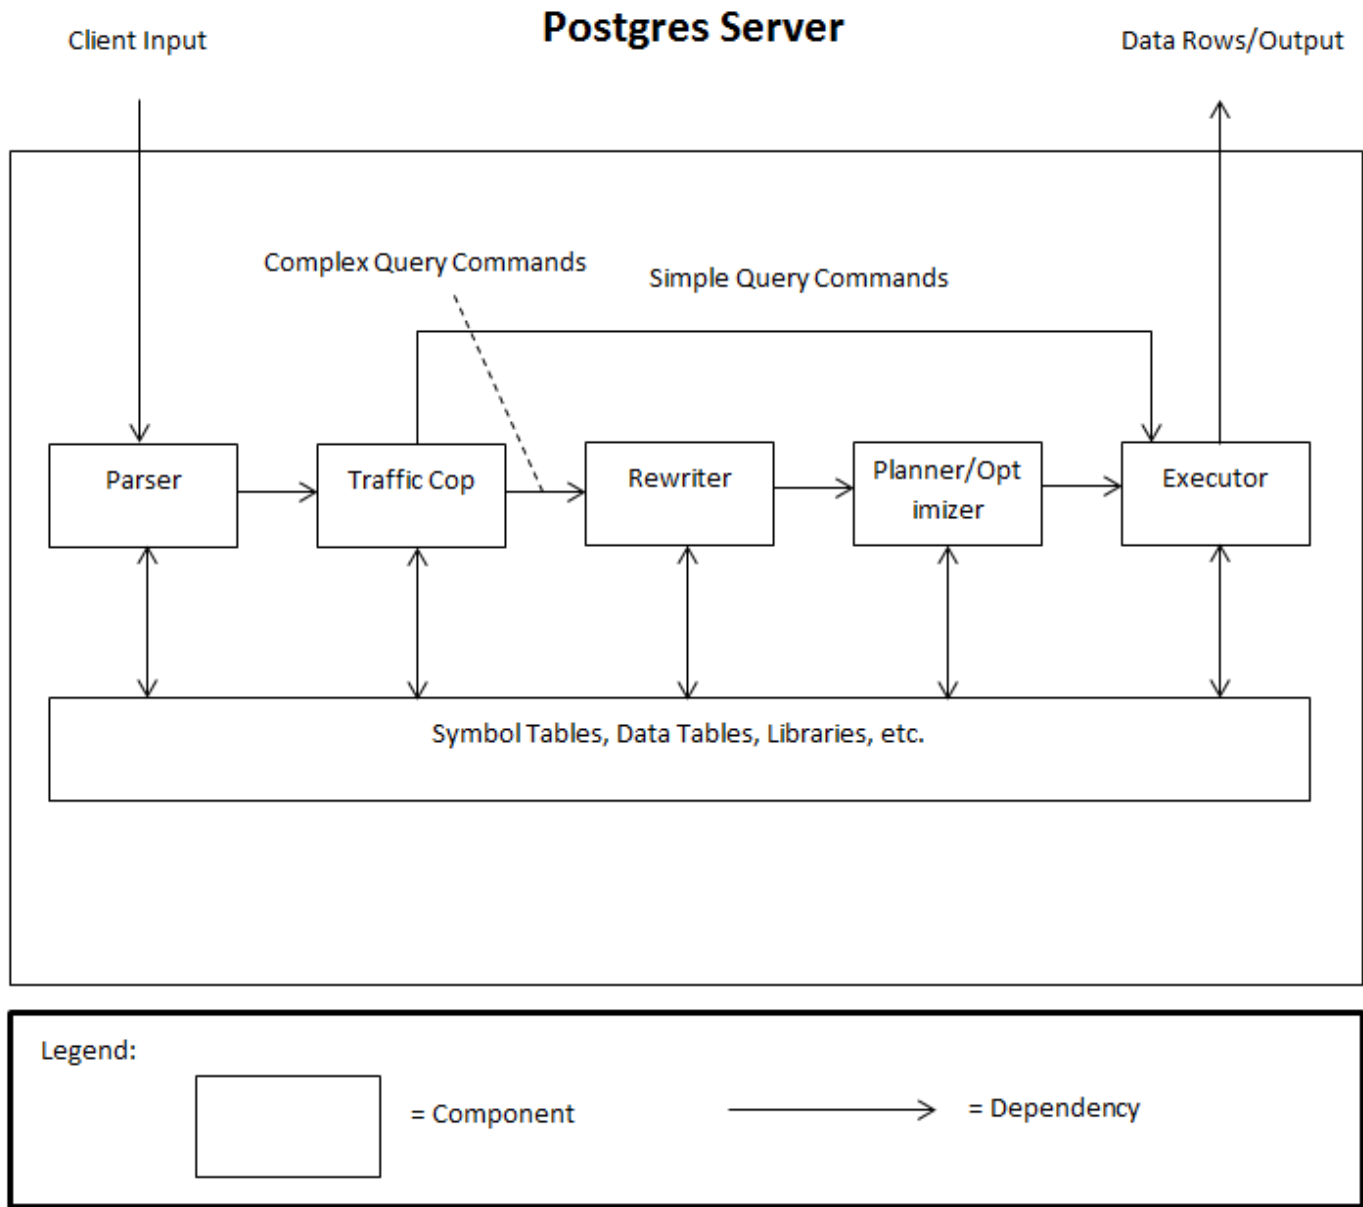 Postgres Server
Client Input
Data Rows/Output
Complex Query Commands
Simple Query Commands
Parser
Traffic Cop
Rewriter
Planner/Opt
imizer
Executor
Symbol Tables, Data Tables, Libraries, etc.
Legend:
= Component
= Dependency